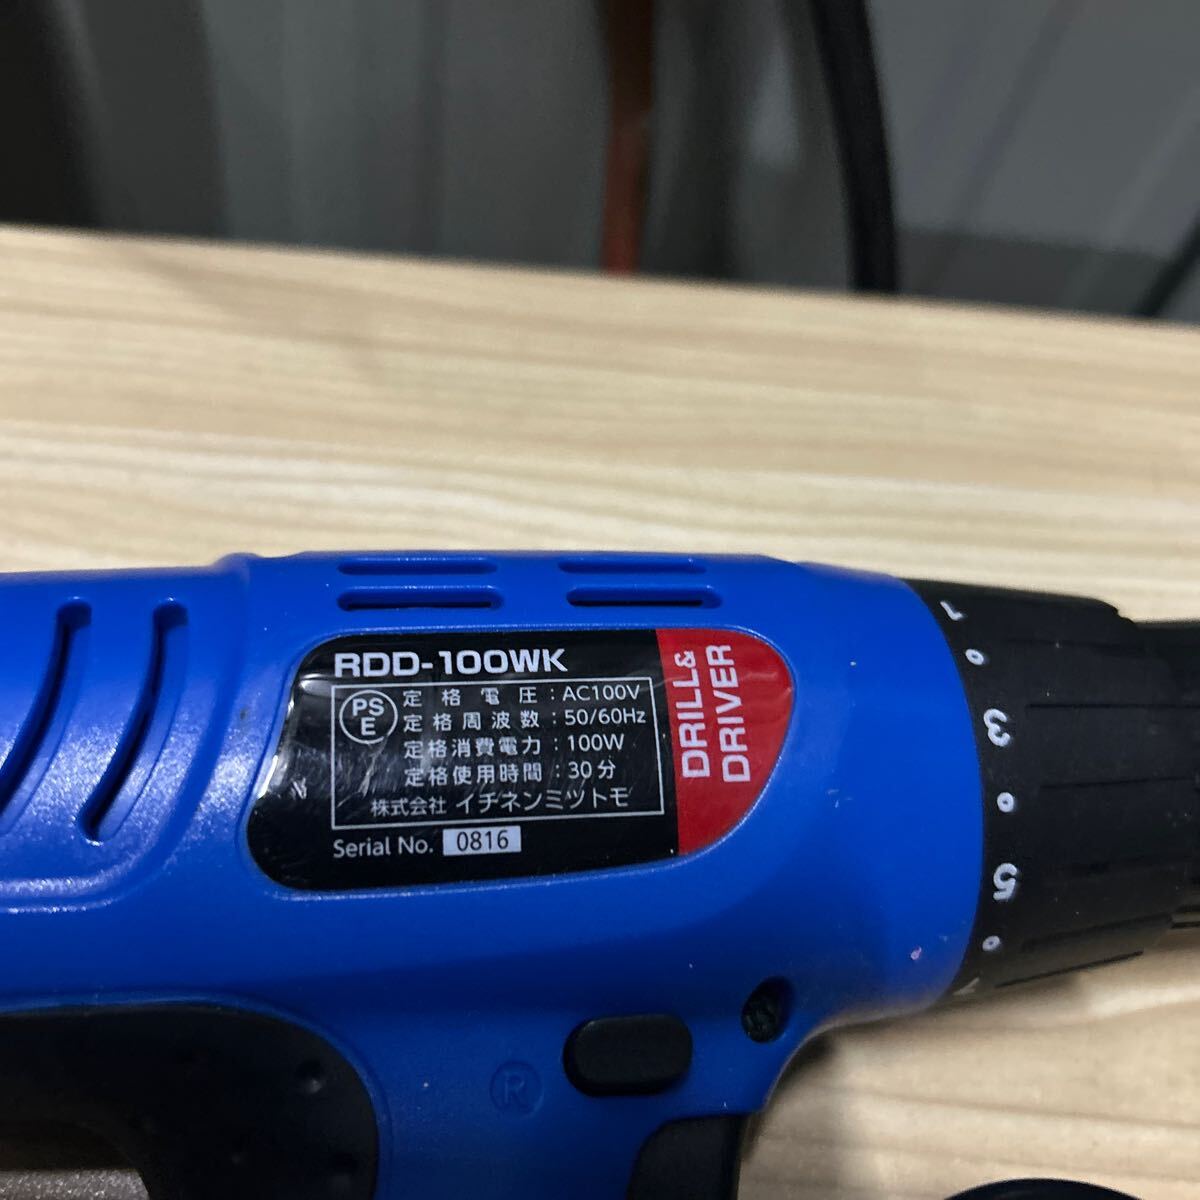 RDD-100WK
PS
E
定格電圧:AC100V
定格周波数:50/60Hz
定格消費電力:100W
定格使用時間:30分
株式会社 イチネンミツトモ
Serial No. 0816
DRILL&
DRIVER
1
3
5
R